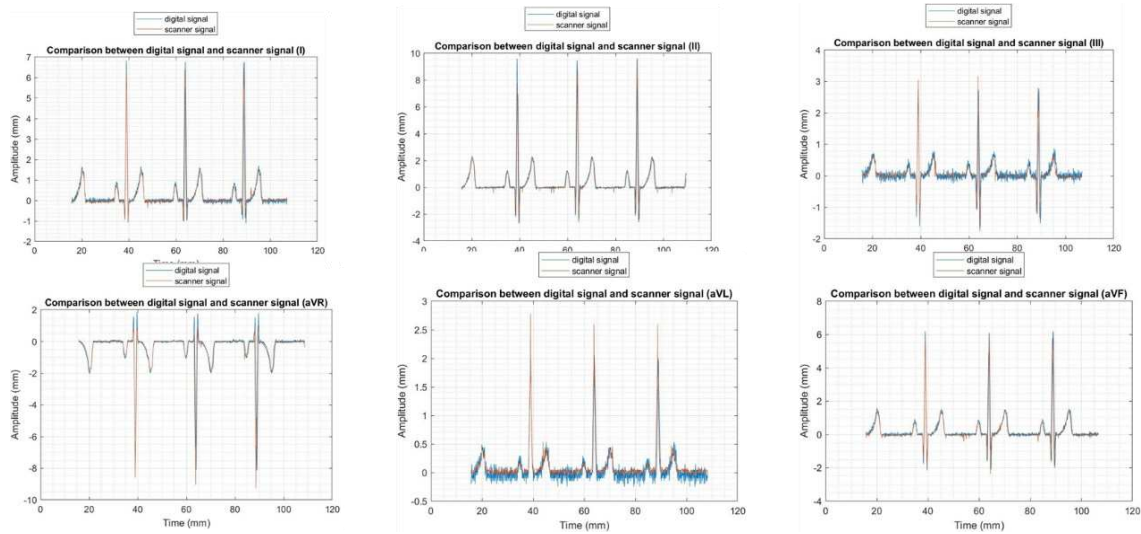 digital signal
scanner signal
Comparison between digital signal and scanner signal (I)
7
6
5
4
3
2
1
0
-1
-2
Amplitude (mm)
0 20 40 60 80 100 120
Time (mm)
digital signal
scanner signal
Comparison between digital signal and scanner signal (II)
10
8
6
4
2
0
-2
-4
Amplitude (mm)
0 20 40 60 80 100 120
digital signal
scanner signal
Comparison between digital signal and scanner signal (III)
4
3
2
1
0
-1
-2
Amplitude (mm)
0 20 40 60 80 100 120
digital signal
scanner signal
Comparison between digital signal and scanner signal (aVR)
2
0
-2
-4
-6
-8
-10
Amplitude (mm)
0 20 40 60 80 100 120
Time (mm)
digital signal
scanner signal
Comparison between digital signal and scanner signal (aVL)
3
2.5
2
1.5
1
0.5
0
-0.5
Amplitude (mm)
0 20 40 60 80 100 120
Time (mm)
digital signal
scanner signal
Comparison between digital signal and scanner signal (aVF)
8
6
4
2
0
-2
-4
Amplitude (mm)
0 20 40 60 80 100 120
Time (mm)